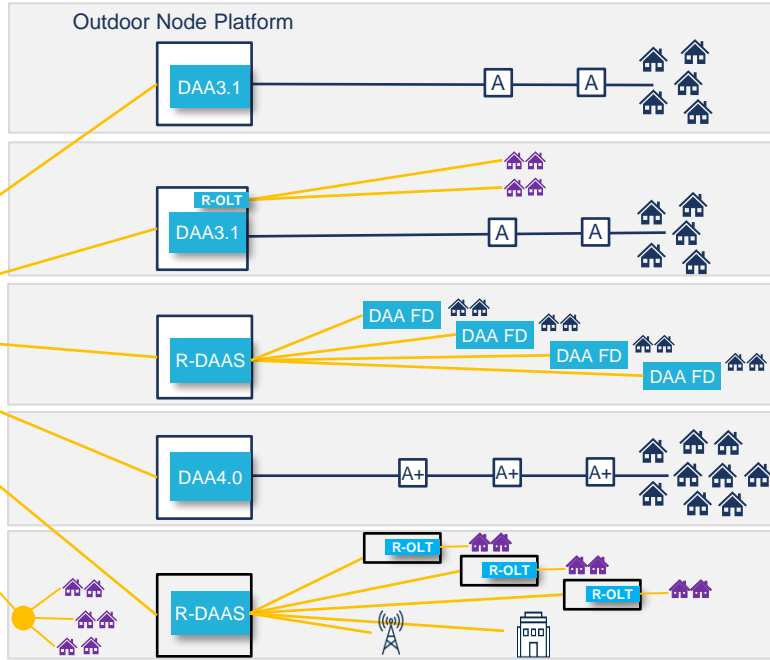 Outdoor Node Platform
DAA3.1
A A
R-OLT
DAA3.1
A A
DAA FD
DAA FD
R-DAAS
DAA FD
DAA FD
DAA4.0
A+ A+ A+
R-OLT
R-OLT
R-OLT
R-DAAS